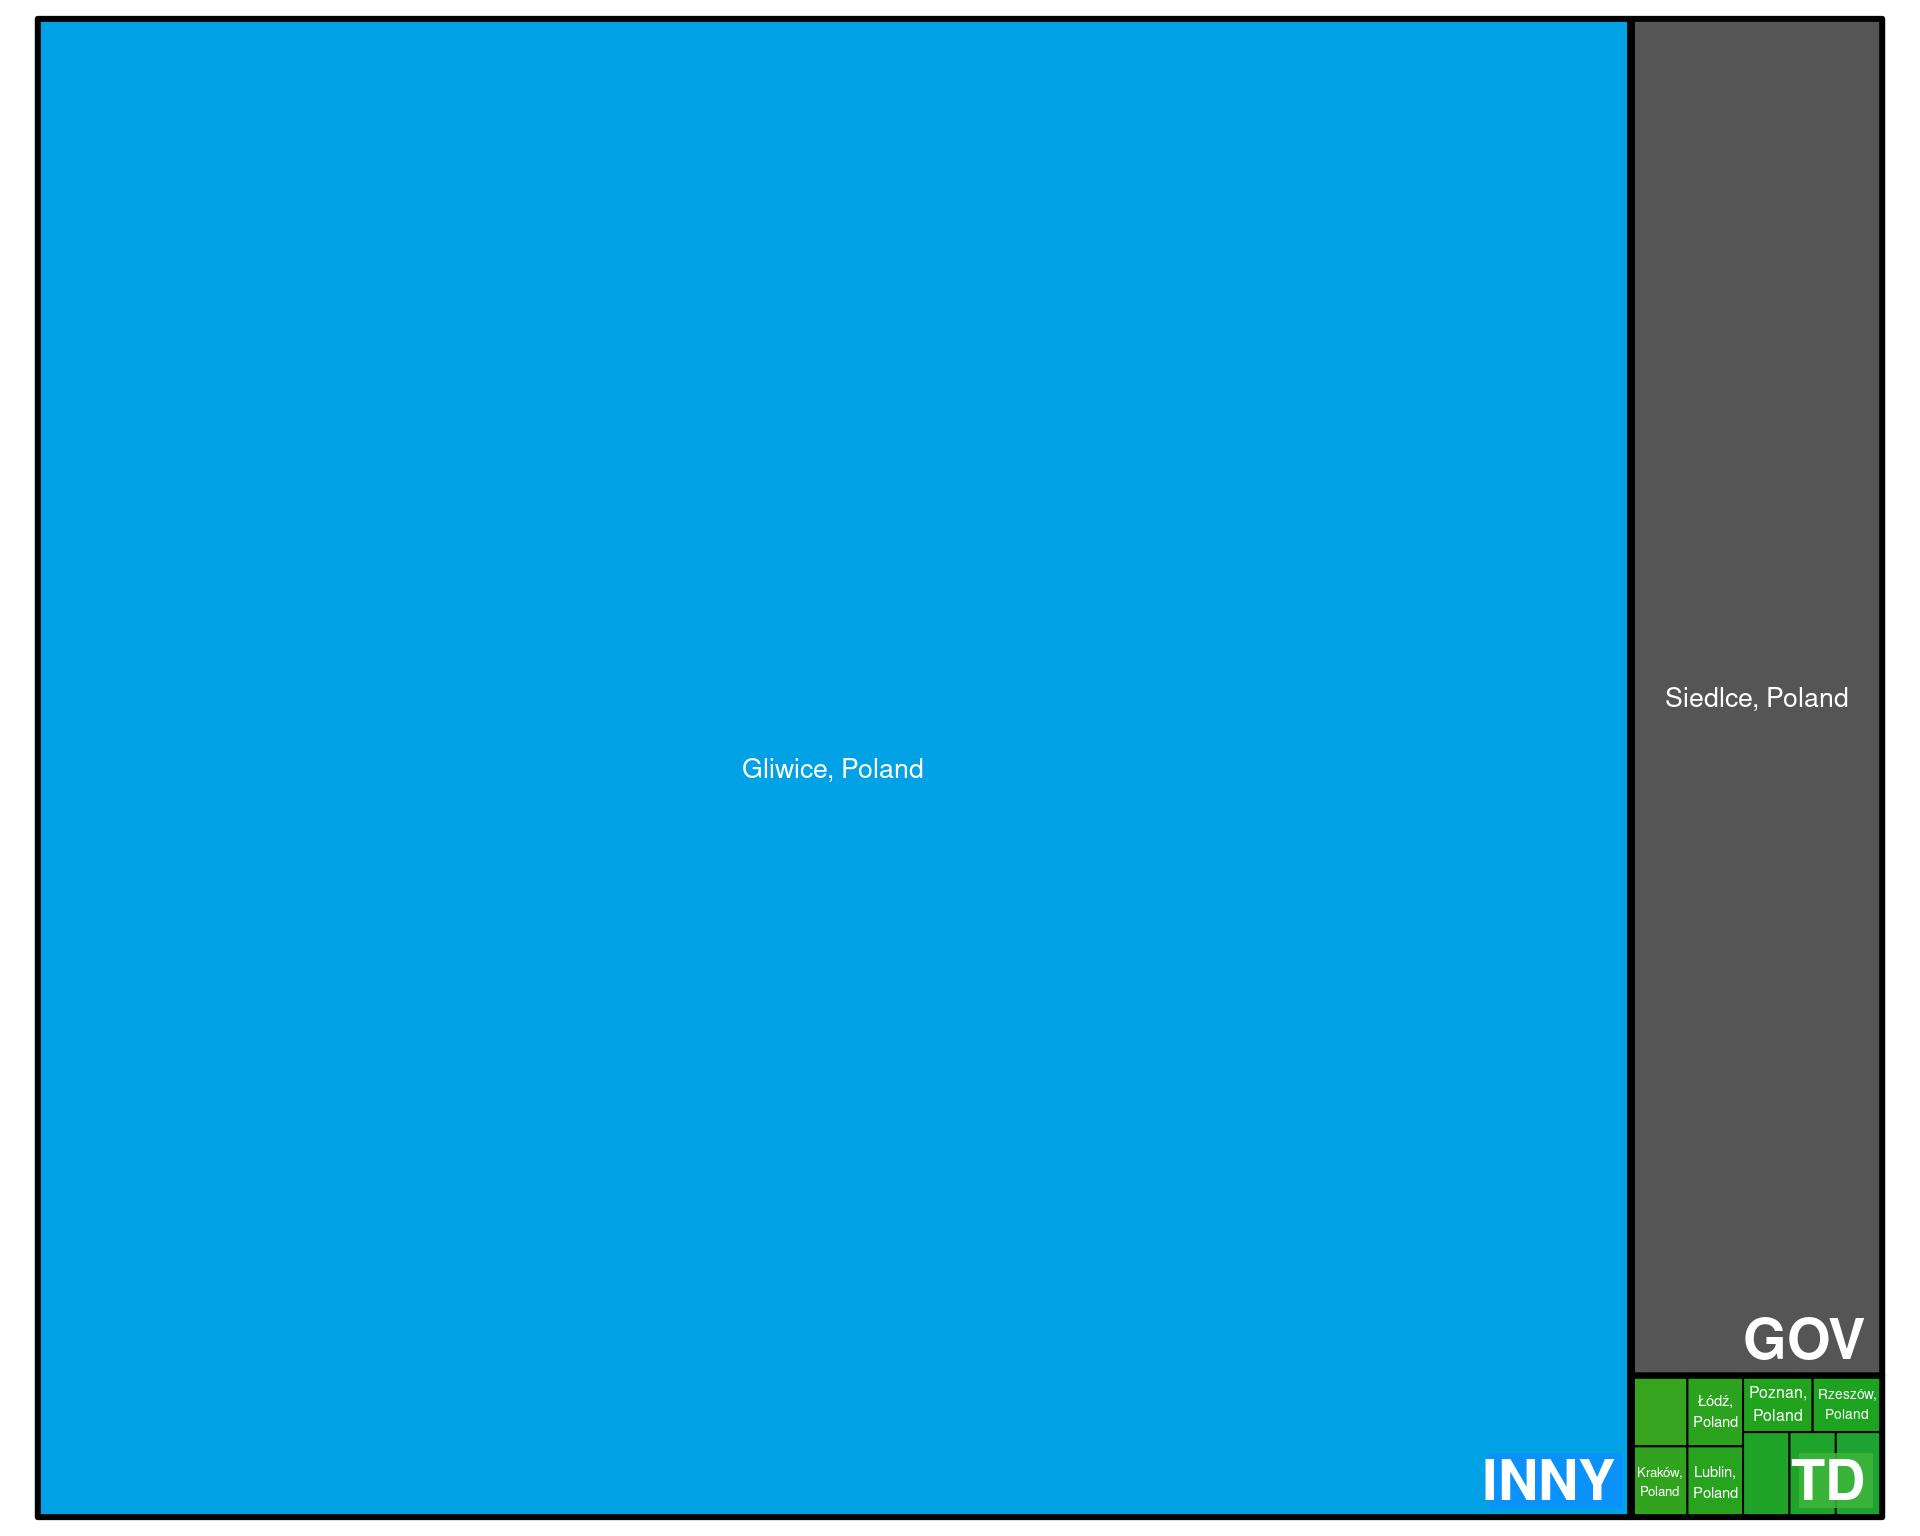 Gliwice, Poland
INNY
Siedlce, Poland
GOV
Łódź,
Poland
Poznan,
Poland
Rzeszów,
Poland
Kraków,
Poland
Lublin,
Poland
TD